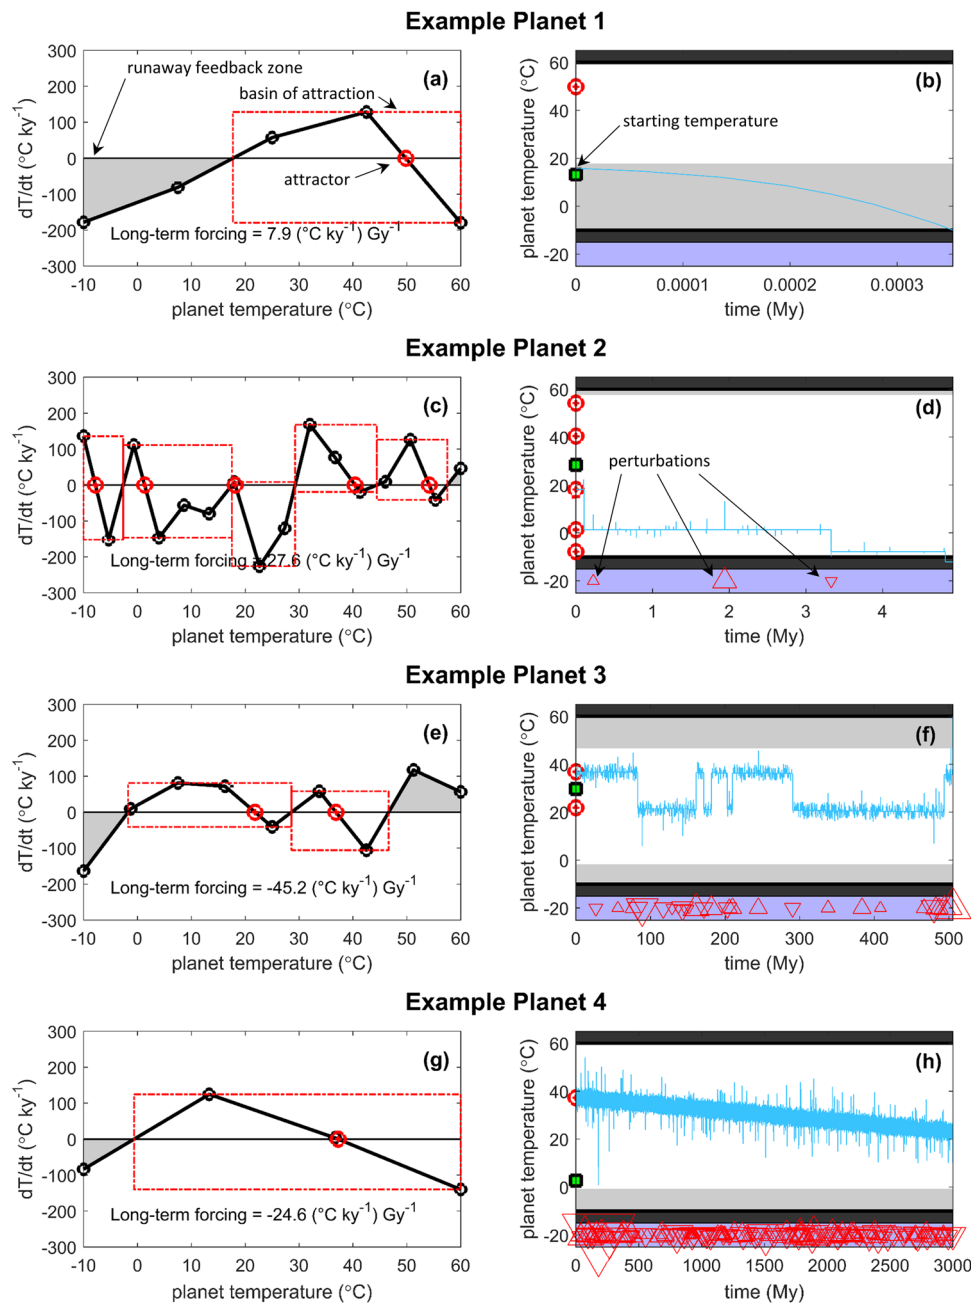 Example Planet 1
300
200
100
0
-100
-200
-300
dT/dt (°C ky⁻¹)
runaway feedback zone
(a)
basin of attraction
attractor
Long-term forcing = 7.9 (°C ky⁻¹) Gy⁻¹
-10 0 10 20 30 40 50 60
planet temperature (°C)
60
40
20
0
-20
planet temperature (°C)
(b)
starting temperature
0 0.0001 0.0002 0.0003
time (My)
Example Planet 2
300
200
100
0
-100
-200
-300
dT/dt (°C ky⁻¹)
(c)
Long-term forcing = 27.6 (°C ky⁻¹) Gy⁻¹
-10 0 10 20 30 40 50 60
planet temperature (°C)
60
40
20
0
-20
planet temperature (°C)
(d)
perturbations
0 1 2 3 4
time (My)
Example Planet 3
300
200
100
0
-100
-200
-300
dT/dt (°C ky⁻¹)
(e)
Long-term forcing = -45.2 (°C ky⁻¹) Gy⁻¹
-10 0 10 20 30 40 50 60
planet temperature (°C)
60
40
20
0
-20
planet temperature (°C)
(f)
0 100 200 300 400 500
time (My)
Example Planet 4
300
200
100
0
-100
-200
-300
dT/dt (°C ky⁻¹)
(g)
Long-term forcing = -24.6 (°C ky⁻¹) Gy⁻¹
-10 0 10 20 30 40 50 60
planet temperature (°C)
60
40
20
0
-20
planet temperature (°C)
(h)
0 500 1000 1500 2000 2500 3000
time (My)